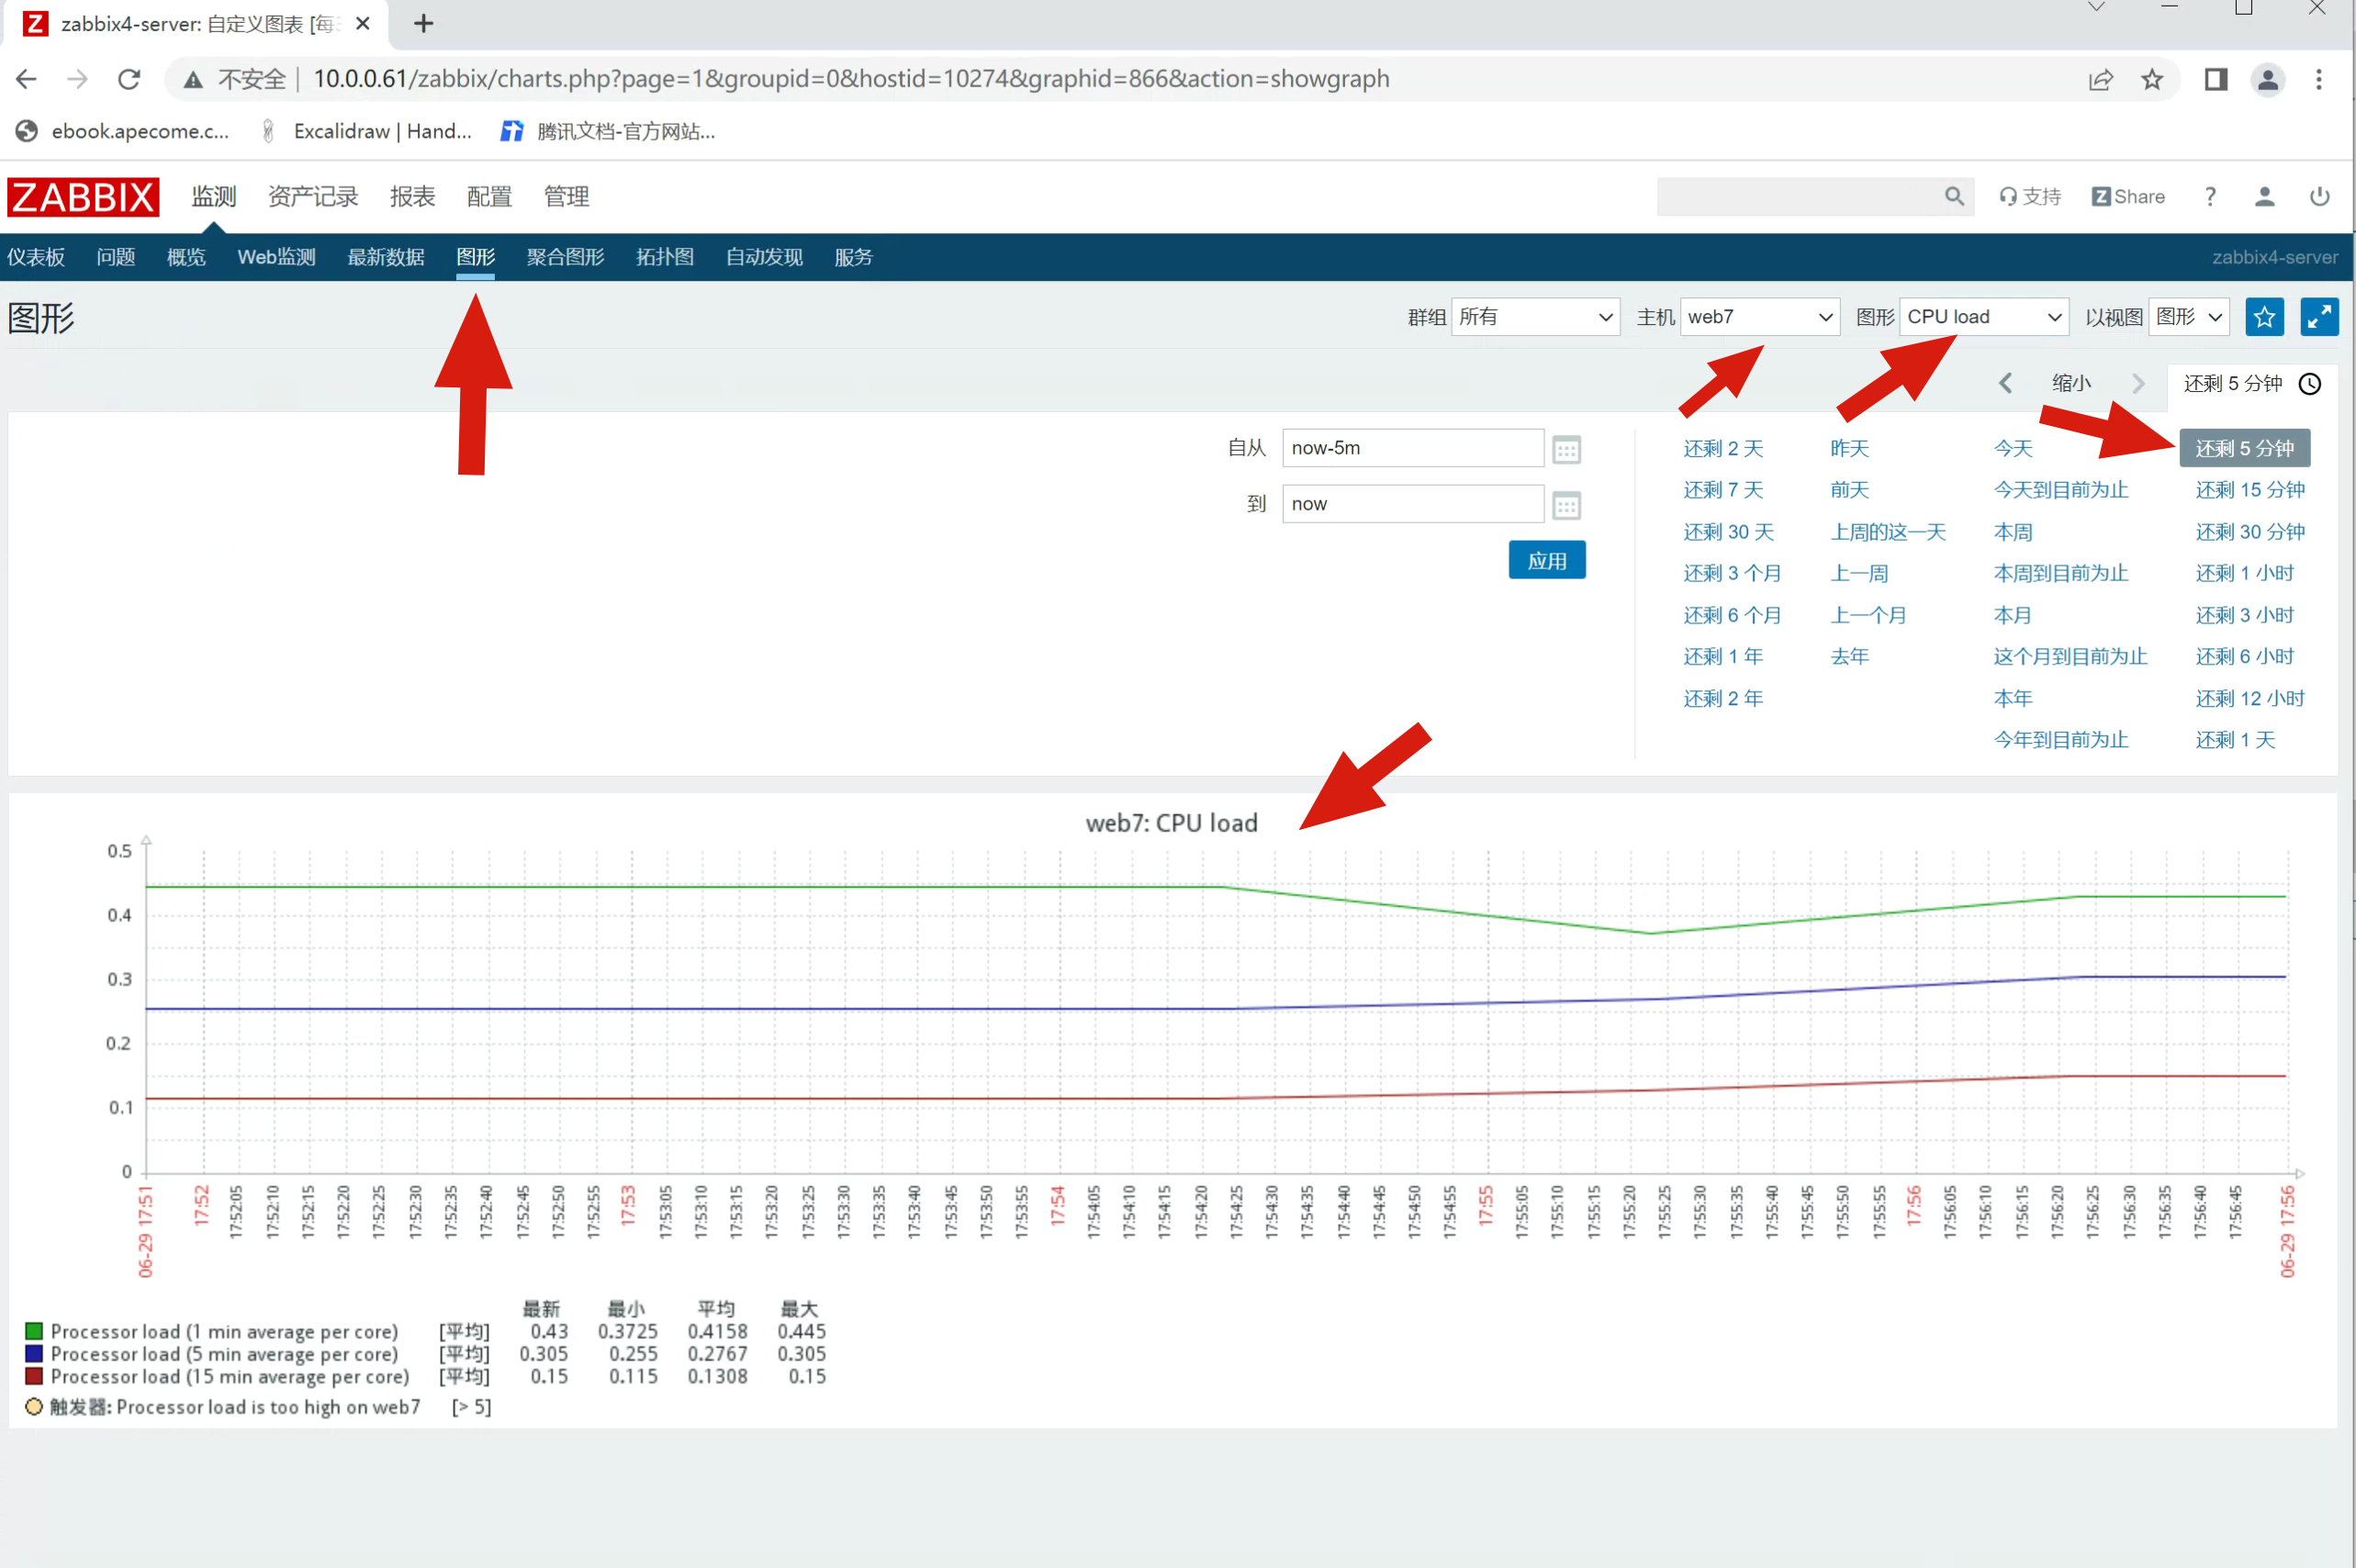 zabbix4-server: 自定义图表 [每
不安全 | 10.0.0.61/zabbix/charts.php?page=1&groupid=0&hostid=10274&graphid=866&action=showgraph
ebook.apecome.c... Excalidraw | Hand... 腾讯文档-官方网站...
ZABBIX 监测 资产记录 报表 配置 管理 支持 Z Share ?
仪表板 问题 概览 Web监测 最新数据 图形 聚合图形 拓扑图 自动发现 服务 zabbix4-server
图形 群组 所有 主机 web7 图形 CPU load 以视图 图形
缩小 还剩 5 分钟
自从 now-5m 还剩 2 天 昨天 今天 还剩 5 分钟
还剩 7 天 前天 今天到目前为止 还剩 15 分钟
到 now
还剩 30 天 上周的这一天 本周 还剩 30 分钟
应用
还剩 3 个月 上一周 本周到目前为止 还剩 1 小时
还剩 6 个月 上一个月 本月 还剩 3 小时
还剩 1 年 去年 这个月到目前为止 还剩 6 小时
还剩 2 年 本年 还剩 12 小时
今年到目前为止 还剩 1 天
web7: CPU load
0.5
0.4
0.3
0.2
0.1
0
06-29 17:51 17:52 17:52:05 17:52:10 17:52:15 17:52:20 17:52:25 17:52:30 17:52:35 17:52:40 17:52:45 17:52:50 17:52:55 17:53 17:53:05 17:53:10 17:53:15 17:53:20 17:53:25 17:53:30 17:53:35 17:53:40 17:53:45 17:53:50 17:53:55 17:54 17:54:05 17:54:10 17:54:15 17:54:20 17:54:25 17:54:30 17:54:35 17:54:40 17:54:45 17:54:50 17:54:55 17:55 17:55:05 17:55:10 17:55:15 17:55:20 17:55:25 17:55:30 17:55:35 17:55:40 17:55:45 17:55:50 17:55:55 17:56 17:56:05 17:56:10 17:56:15 17:56:20 17:56:25 17:56:30 17:56:35 17:56:40 17:56:45 06-29 17:56
最新 最小 平均 最大
Processor load (1 min average per core) [平均] 0.43 0.3725 0.4158 0.445
Processor load (5 min average per core) [平均] 0.305 0.255 0.2767 0.305
Processor load (15 min average per core) [平均] 0.15 0.115 0.1308 0.15
触发器: Processor load is too high on web7 [> 5]